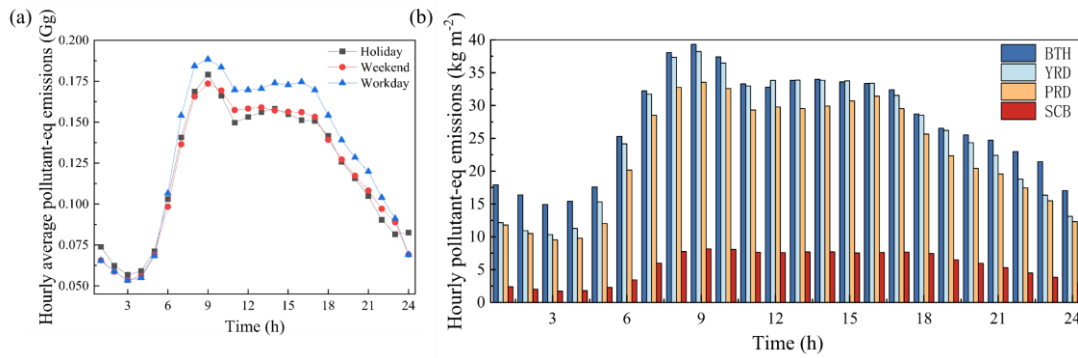 (a)
Hourly average pollutant-eq emissions (Gg)
0.200
0.175
0.150
0.125
0.100
0.075
0.050
Holiday
Weekend
Workday
0 3 6 9 12 15 18 21 24
Time (h)
(b)
Hourly pollutant-eq emissions (kg m⁻²)
40
35
30
25
20
15
10
5
0
BTH
YRD
PRD
SCB
3 6 9 12 15 18 21 24
Time (h)